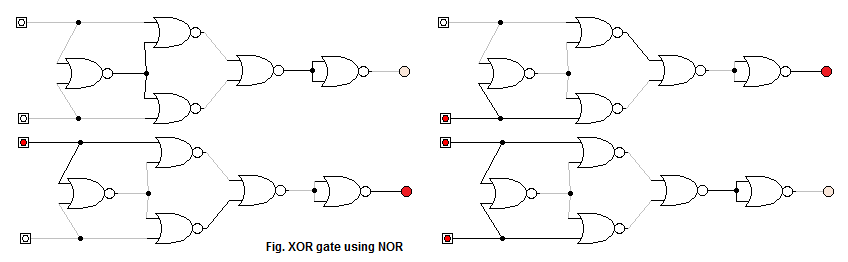 Fig. XOR gate using NOR